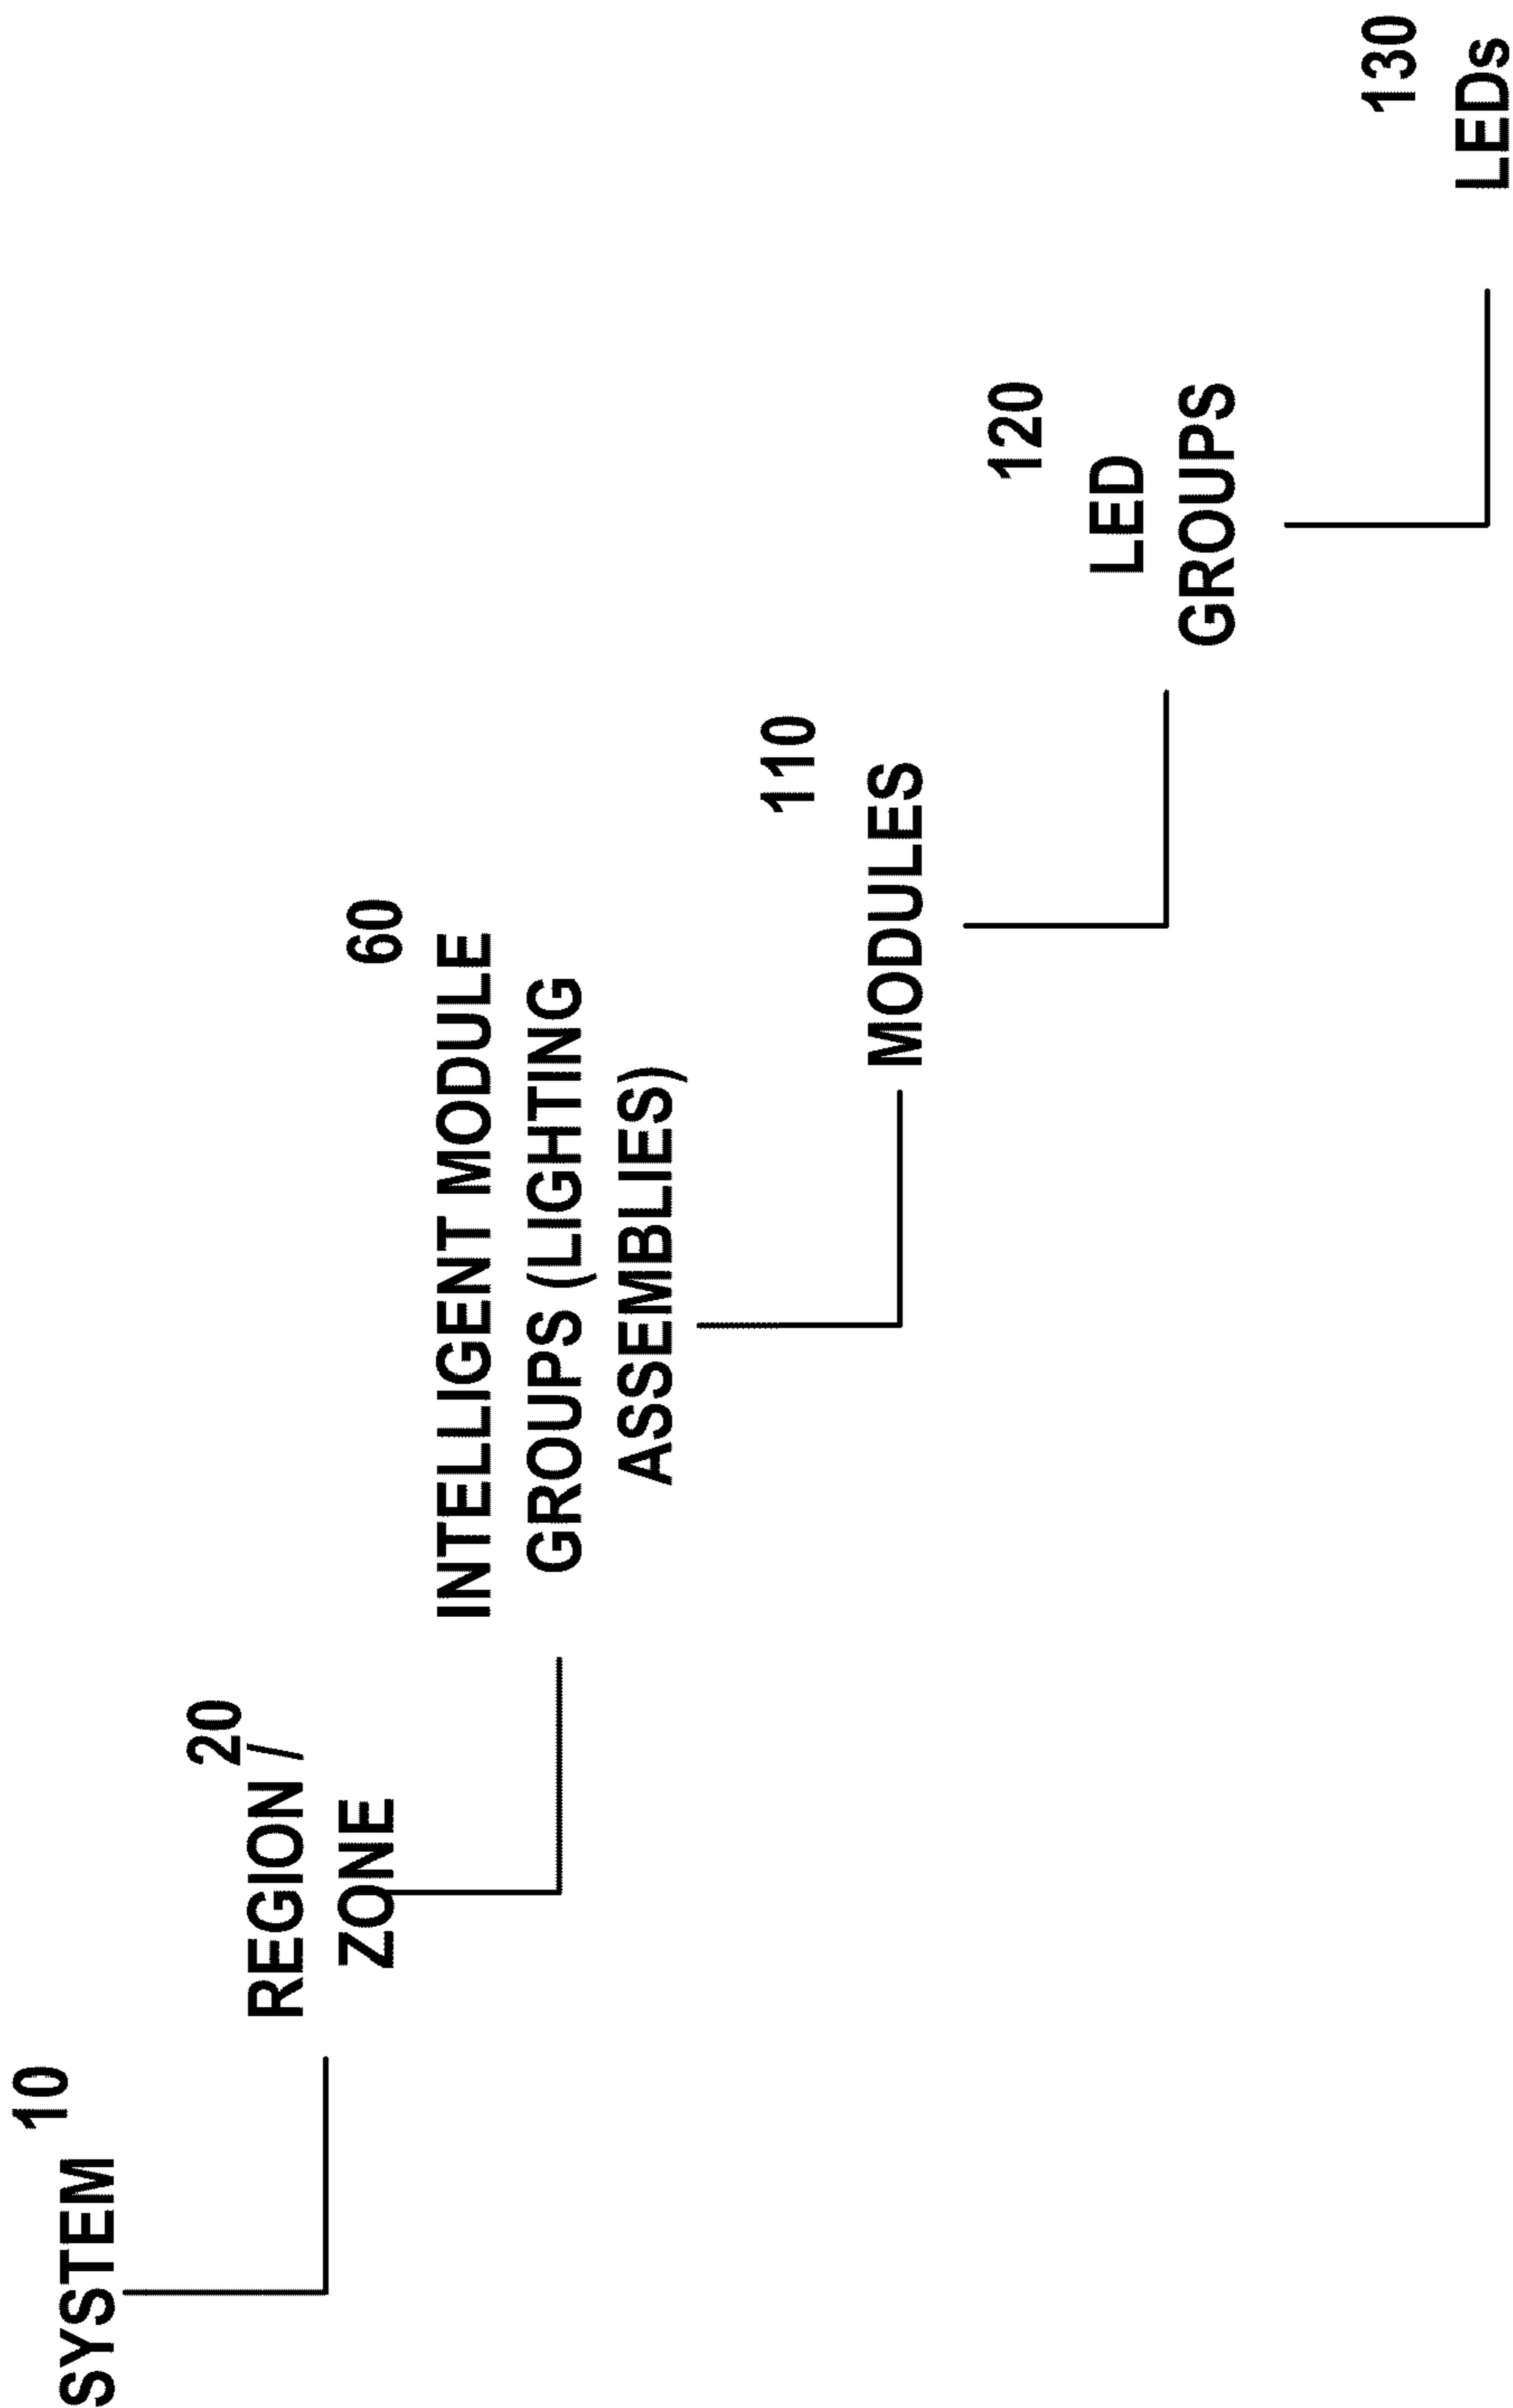 10
SYSTEM
20
REGION /
ZONE
60
INTELLIGENT MODULE
GROUPS (LIGHTING
ASSEMBLIES)
110
MODULES
120
LED
GROUPS
130
LEDs